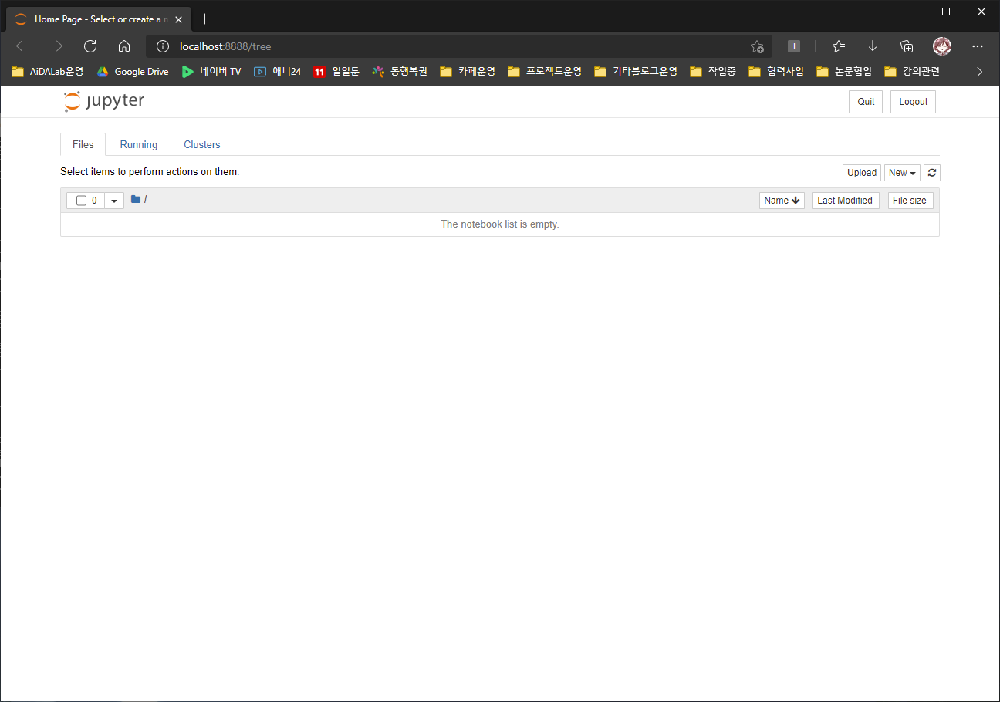 Home Page - Select or create a n
localhost:8888/tree
I
AiDALab운영 Google Drive 네이버 TV 애니24 11 일일툰 동행복권 카페운영 프로젝트운영 기타블로그운영 작업중 협력사업 논문협업 강의관련
jupyter Quit Logout
Files Running Clusters
Select items to perform actions on them. Upload New
0 / Name Last Modified File size
The notebook list is empty.